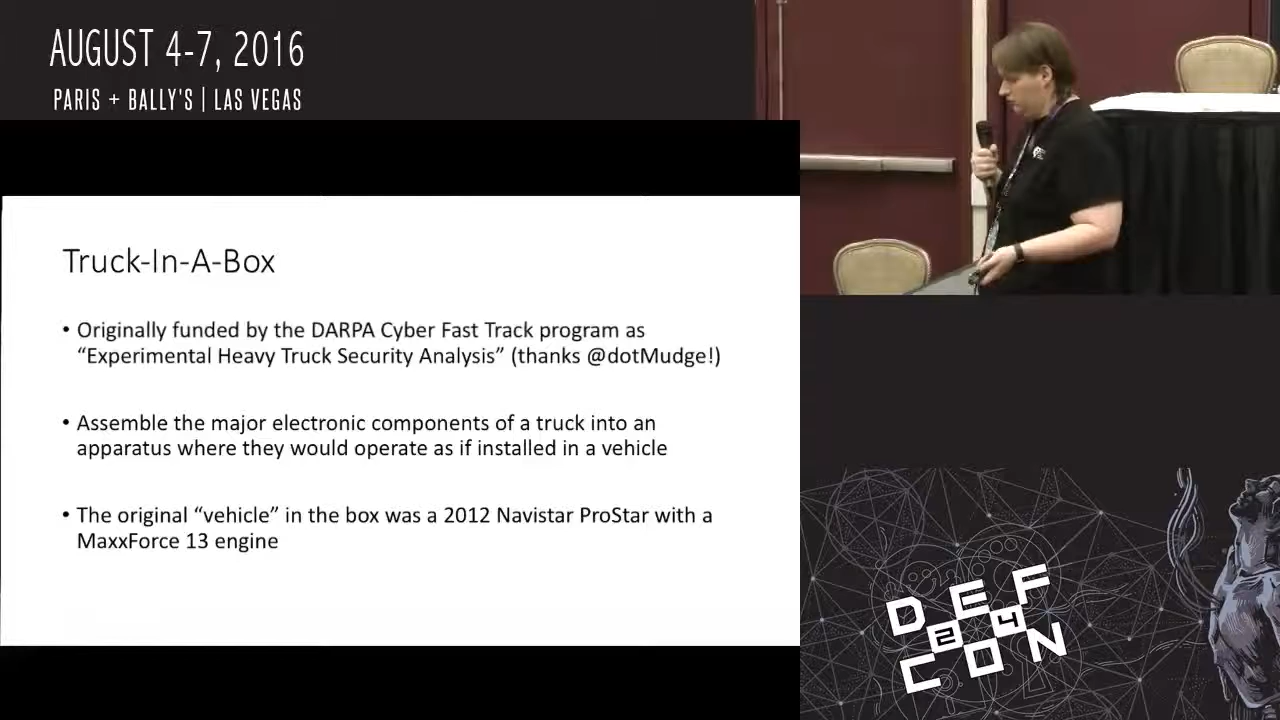 AUGUST 4-7, 2016
PARIS + BALLY'S | LAS VEGAS
Truck-In-A-Box
• Originally funded by the DARPA Cyber Fast Track program as
“Experimental Heavy Truck Security Analysis” (thanks @dotMudge!)
• Assemble the major electronic components of a truck into an
apparatus where they would operate as if installed in a vehicle
• The original “vehicle” in the box was a 2012 Navistar ProStar with a
MaxxForce 13 engine
DEF
24
CON